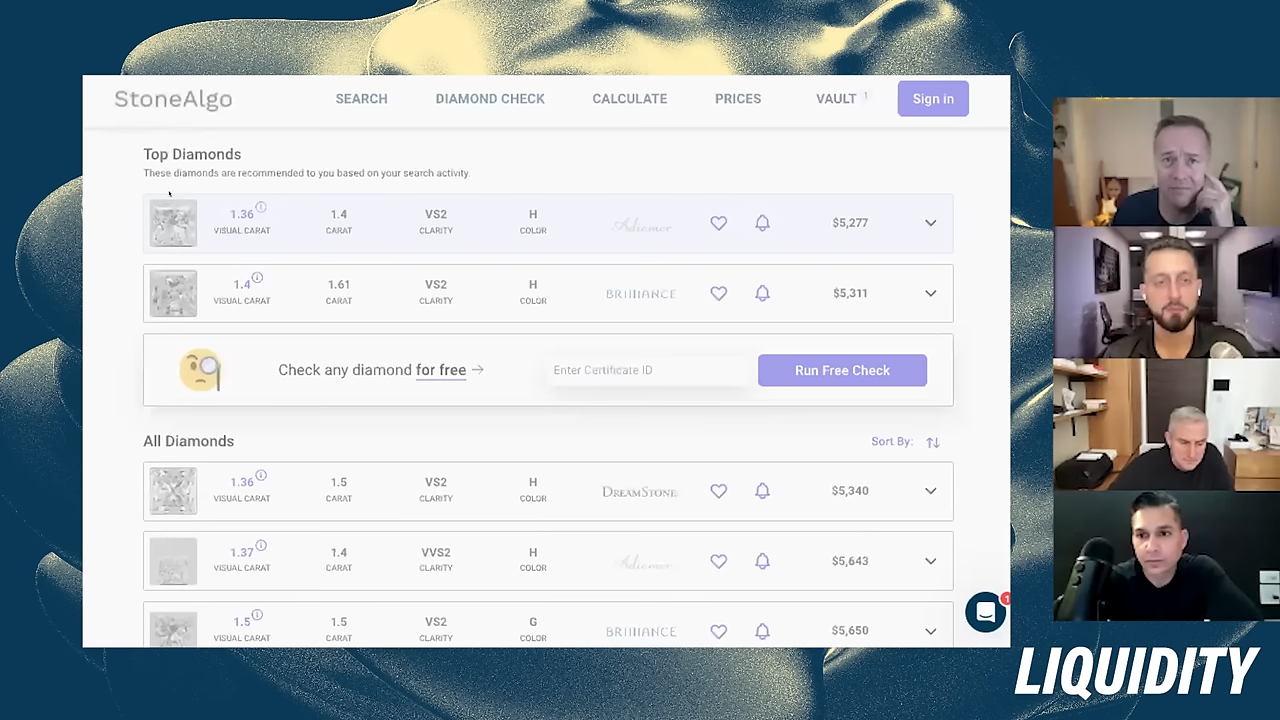 StoneAlgo SEARCH DIAMOND CHECK CALCULATE PRICES VAULT 1 Sign in
Top Diamonds
These diamonds are recommended to you based on your search activity.
1.36 1.4 VS2 H Adiamor $5,277
VISUAL CARAT CARAT CLARITY COLOR
1.4 1.61 VS2 H BRILLIANCE $5,311
VISUAL CARAT CARAT CLARITY COLOR
Check any diamond for free → Enter Certificate ID Run Free Check
All Diamonds Sort By:
1.36 1.5 VS2 H DREAMSTONE $5,340
VISUAL CARAT CARAT CLARITY COLOR
1.37 1.4 VVS2 H Adiamor $5,643
VISUAL CARAT CARAT CLARITY COLOR
1.5 1.5 VS2 G BRILLIANCE $5,650
VISUAL CARAT CARAT CLARITY COLOR
1
LIQUIDITY